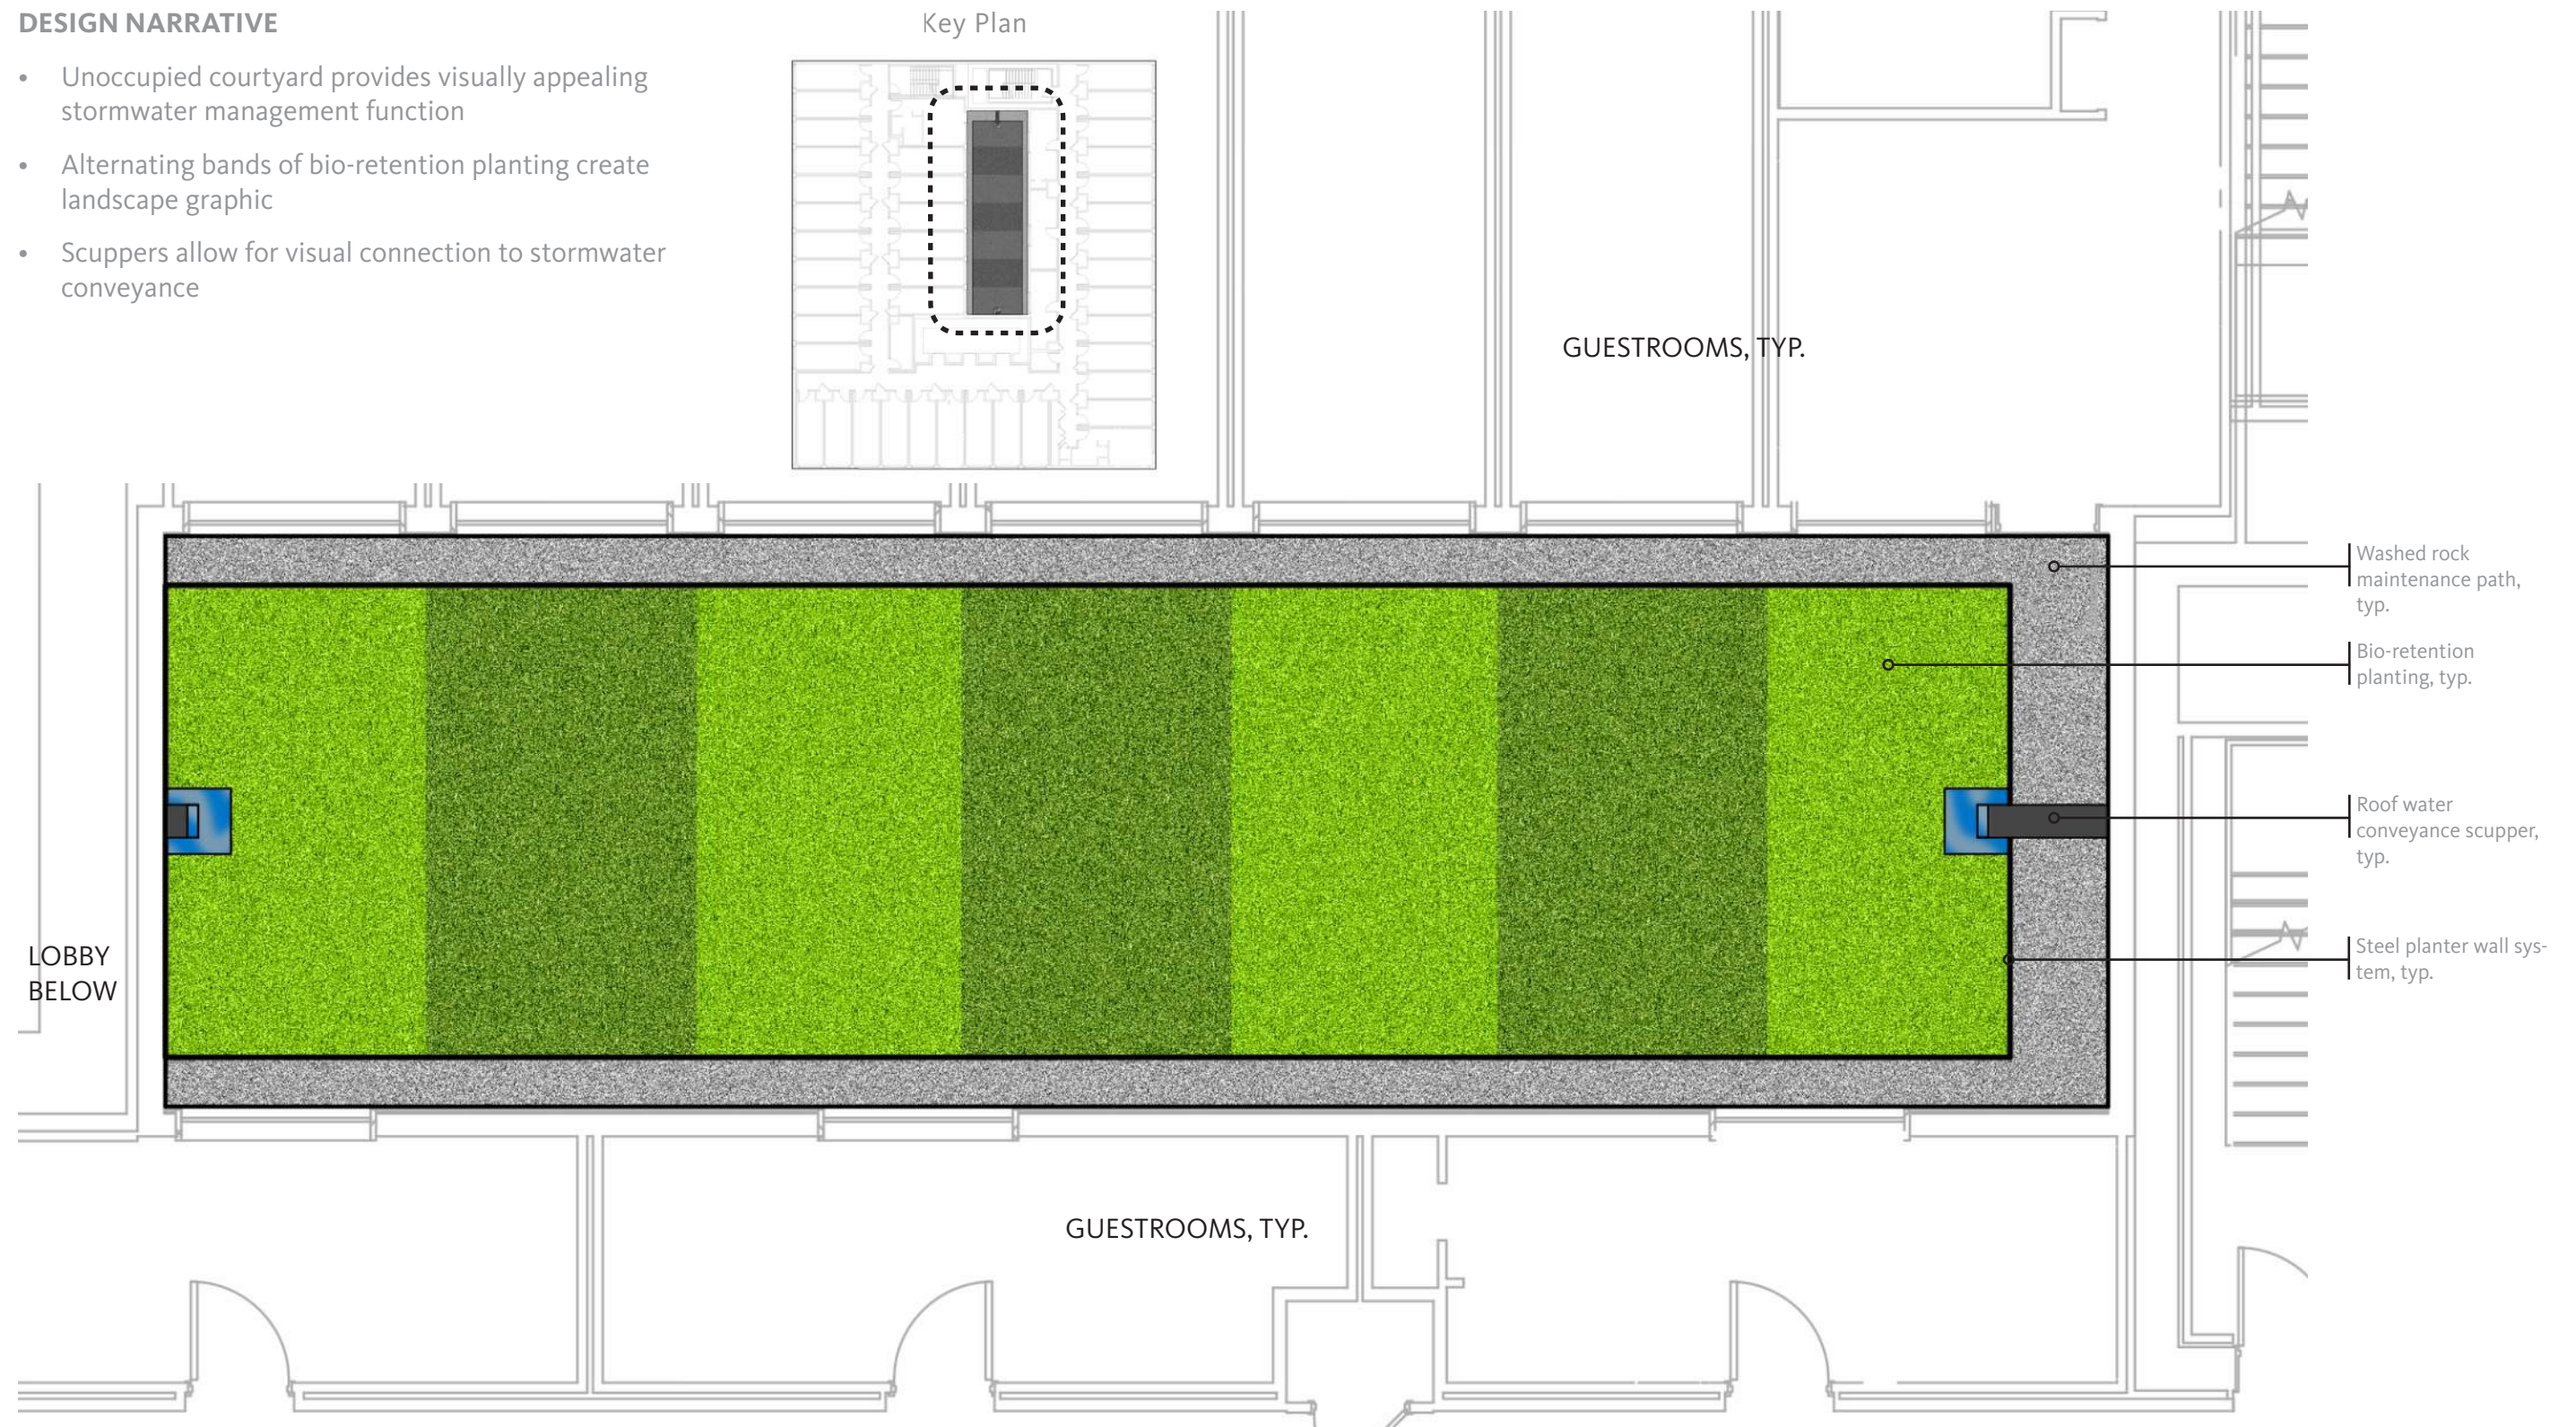 DESIGN NARRATIVE
• Unoccupied courtyard provides visually appealing
stormwater management function
• Alternating bands of bio-retention planting create
landscape graphic
• Scuppers allow for visual connection to stormwater
conveyance
Key Plan
GUESTROOMS, TYP.
Washed rock
maintenance path,
typ.
Bio-retention
planting, typ.
Roof water
conveyance scupper,
typ.
Steel planter wall sys-
tem, typ.
LOBBY
BELOW
GUESTROOMS, TYP.